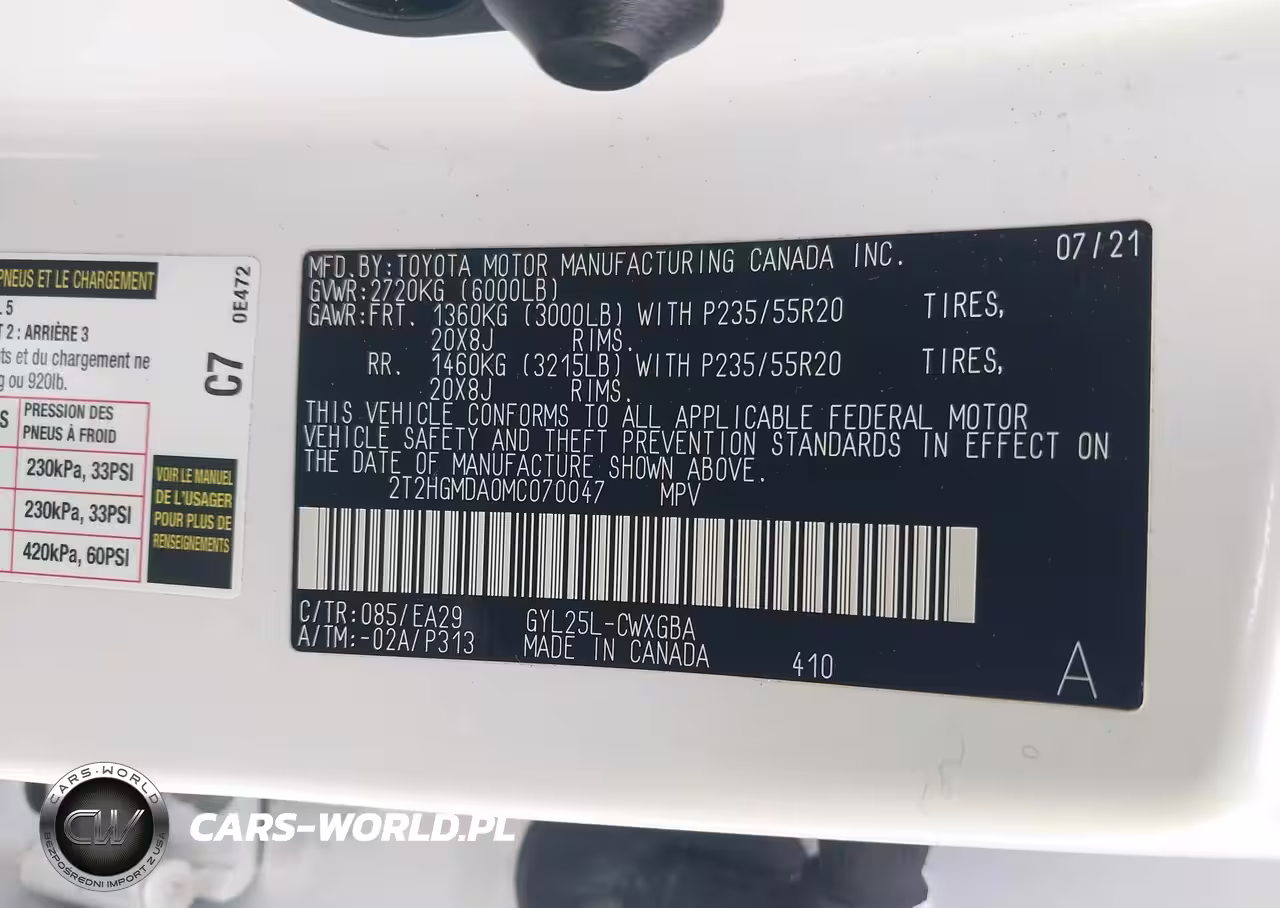 PNEUS ET LE CHARGEMENT
5
2 : ARRIÈRE 3
et du chargement ne
ou 920lb.
PRESSION DES
PNEUS À FROID
230kPa, 33PSI
230kPa, 33PSI
420kPa, 60PSI
0E472
C7
VOIR LE MANUEL
DE L'USAGER
POUR PLUS DE
RENSEIGNEMENTS
07/21
MFD.BY:TOYOTA MOTOR MANUFACTURING CANADA INC.
GVWR:2720KG (6000LB)
GAWR:FRT. 1360KG (3000LB) WITH P235/55R20 TIRES,
20X8J RIMS.
RR. 1460KG (3215LB) WITH P235/55R20 TIRES,
20X8J RIMS.
THIS VEHICLE CONFORMS TO ALL APPLICABLE FEDERAL MOTOR
VEHICLE SAFETY AND THEFT PREVENTION STANDARDS IN EFFECT ON
THE DATE OF MANUFACTURE SHOWN ABOVE.
2T2HGMDA0MC070047 MPV
C/TR:085/EA29 GYL25L-CWXGBA
A/TM:-02A/P313 MADE IN CANADA 410
A
CARS-WORLD
CW
BEZPOŚREDNI IMPORT Z USA
CARS-WORLD.PL